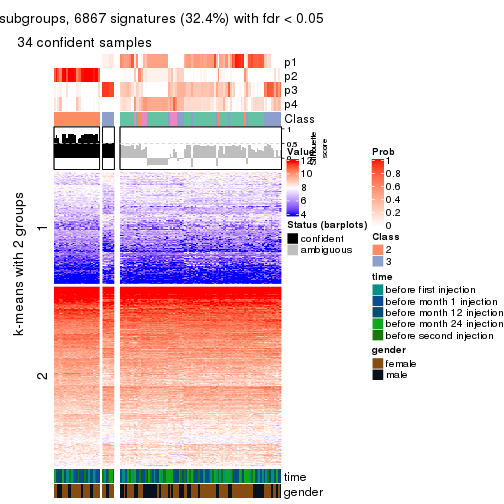 subgroups, 6867 signatures (32.4%) with fdr < 0.05
34 confident samples
p1
p2
p3
p4
Class
1
0.5
0
Silhouette
score
Value
12
10
8
6
4
Status (barplots)
confident
ambiguous
Prob
1
0.8
0.6
0.4
0.2
0
Class
2
3
time
before first injection
before month 1 injection
before month 12 injection
before month 24 injection
before second injection
gender
female
male
k-means with 2 groups
1
2
time
gender